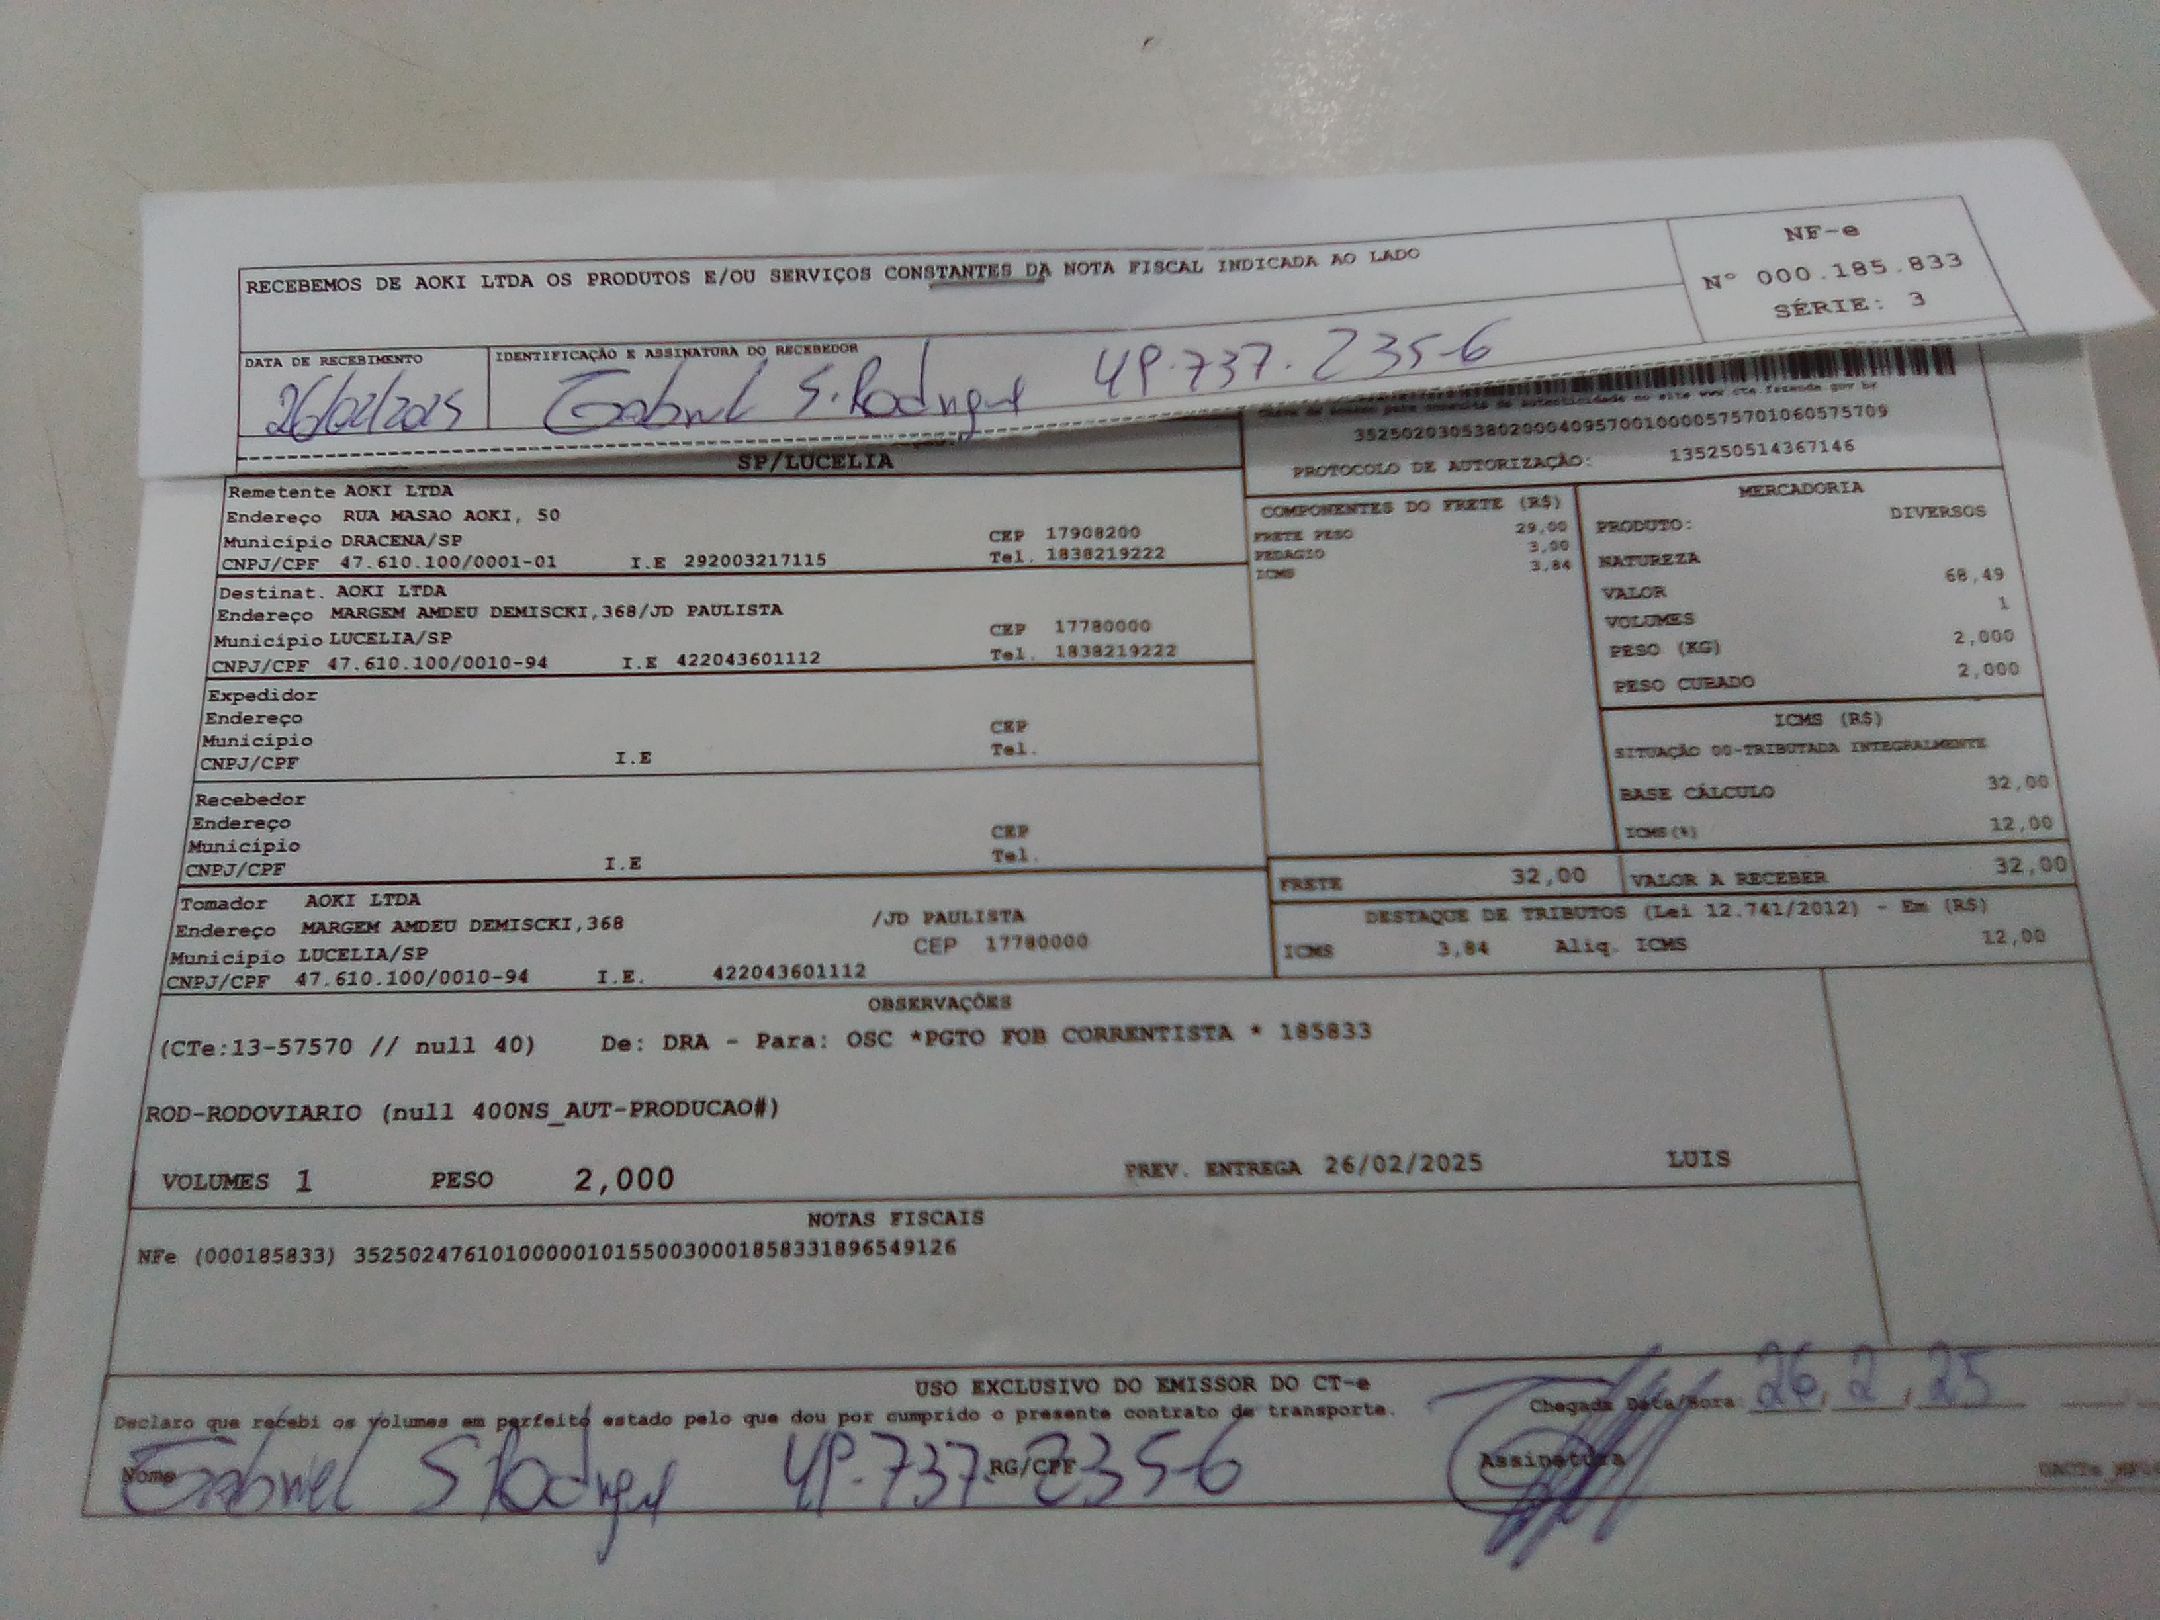 RECEBEMOS DE AOKI LTDA OS PRODUTOS E/OU SERVIÇOS CONSTANTES DA NOTA FISCAL INDICADA AO LADO
NF-e
Nº 000.185.833
SÉRIE: 3
DATA DE RECEBIMENTO
IDENTIFICAÇÃO E ASSINATURA DO RECEBEDOR
26/02/2025
Gabriel S. Rodrigues 49.737.235-6
35250203053802000409570010000575701060575709
PROTOCOLO DE AUTORIZAÇÃO: 135250514367146
SP/LUCELIA
Remetente AOKI LTDA
Endereço RUA MASAO AOKI, 50
Município DRACENA/SP CEP 17908200
CNPJ/CPF 47.610.100/0001-01 I.E 292003217115 Tel. 1838219222
Destinat. AOKI LTDA
Endereço MARGEM AMDEU DEMISCKI,368/JD PAULISTA
Município LUCELIA/SP CEP 17780000
CNPJ/CPF 47.610.100/0010-94 I.E 422043601112 Tel. 1838219222
Expedidor
Endereço
Município CEP
CNPJ/CPF I.E Tel.
Recebedor
Endereço
Município CEP
CNPJ/CPF I.E Tel.
Tomador AOKI LTDA
Endereço MARGEM AMDEU DEMISCKI,368 /JD PAULISTA
Município LUCELIA/SP CEP 17780000
CNPJ/CPF 47.610.100/0010-94 I.E. 422043601112
COMPONENTES DO FRETE (R$)
FRETE PESO 29,00
PEDAGIO 3,00
ICMS 3,84
MERCADORIA
PRODUTO: DIVERSOS
NATUREZA
VALOR 68,49
VOLUMES 1
PESO (KG) 2,000
PESO CUBADO 2,000
ICMS (R$)
SITUAÇÃO 00-TRIBUTADA INTEGRALMENTE
BASE CÁLCULO 32,00
ICMS(%) 12,00
FRETE 32,00 VALOR A RECEBER 32,00
DESTAQUE DE TRIBUTOS (Lei 12.741/2012) - Em (R$)
ICMS 3,84 Aliq. ICMS 12,00
OBSERVAÇÕES
(CTe:13-57570 // null 40) De: DRA - Para: OSC *PGTO FOB CORRENTISTA * 185833
ROD-RODOVIARIO (null 400NS_AUT-PRODUCAO#)
VOLUMES 1 PESO 2,000 PREV. ENTREGA 26/02/2025 LUIS
NOTAS FISCAIS
NFe (000185833) 35250247610100000101550030001858331896549126
USO EXCLUSIVO DO EMISSOR DO CT-e
Declaro que recebi os volumes em perfeito estado pelo que dou por cumprido o presente contrato de transporte.
Chegada Data/Hora 26, 2, 25
Nome Gabriel S Rodrigues RG/CPF 49.737.235-6 Assinatura